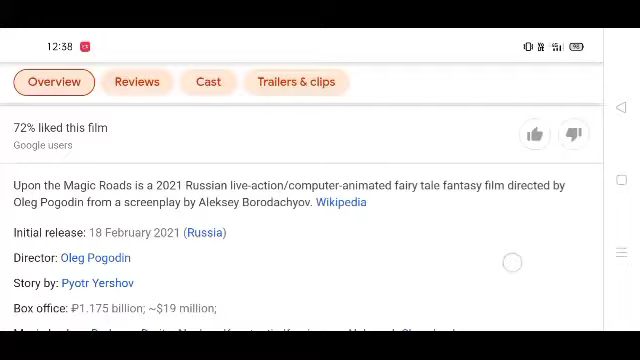 12:38
Overview Reviews Cast Trailers & clips
72% liked this film
Google users
Upon the Magic Roads is a 2021 Russian live-action/computer-animated fairy tale fantasy film directed by
Oleg Pogodin from a screenplay by Aleksey Borodachyov. Wikipedia
Initial release: 18 February 2021 (Russia)
Director: Oleg Pogodin
Story by: Pyotr Yershov
Box office: ₽1.175 billion; ~$19 million;